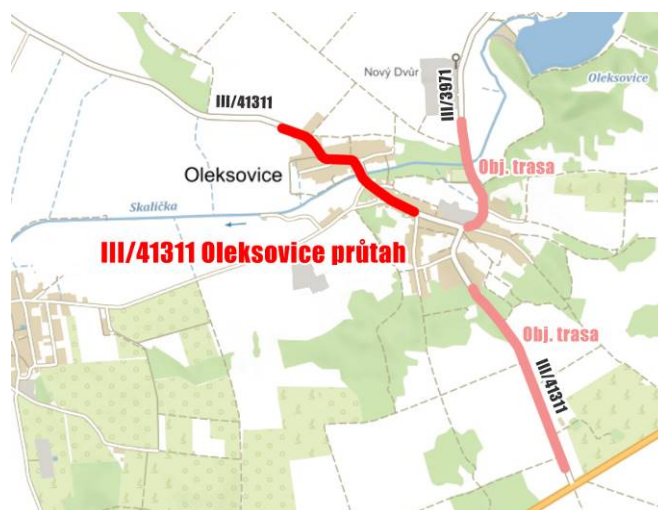 Nový Dvůr
Oleksovice
III/41311
III/3971
Obj. trasa
Oleksovice
Skalička
III/41311 Oleksovice průtah
Obj. trasa
III/41311